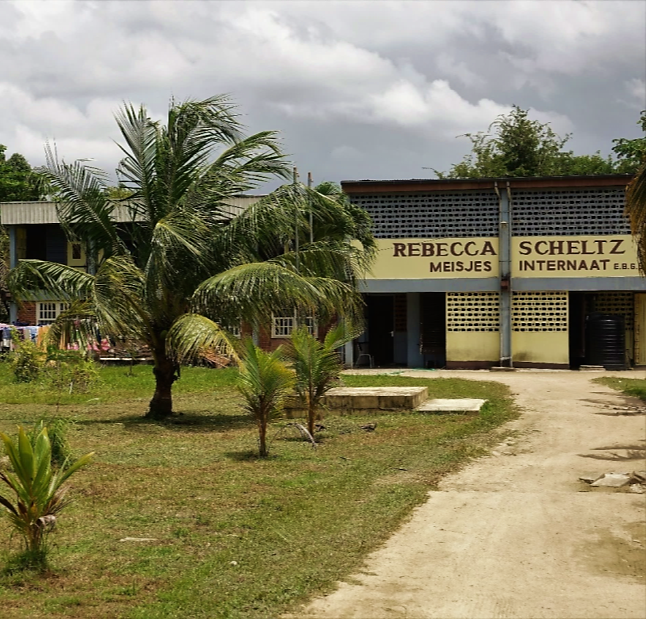 REBECCA SCHELTZ
MEISJES INTERNAAT E.B.G.